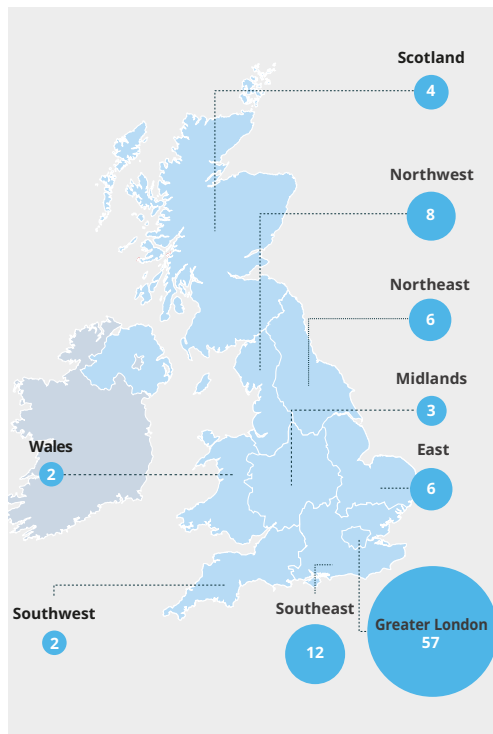 Scotland
4
Northwest
8
Northeast
6
Midlands
3
Wales
2
East
6
Southwest
2
Southeast
12
Greater London
57